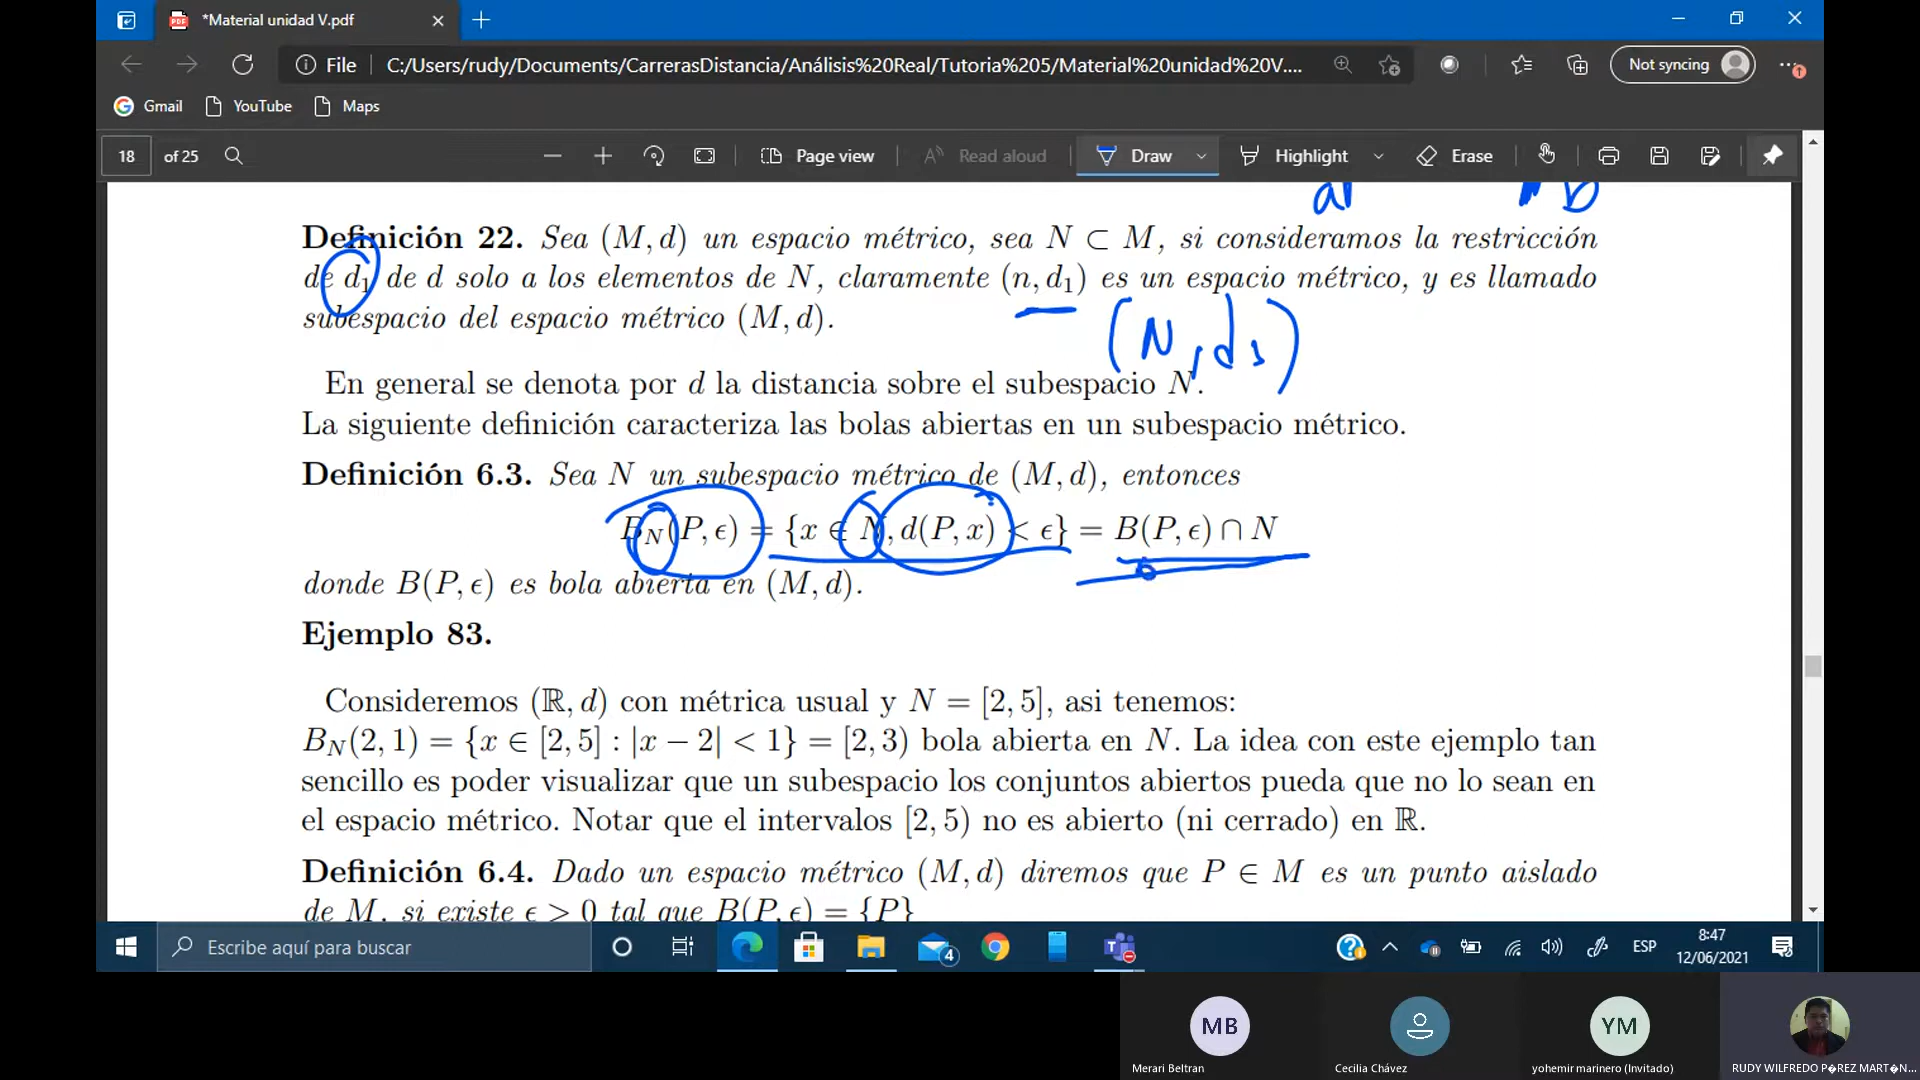 *Material unidad V.pdf
File C:/Users/rudy/Documents/CarrerasDistancia/Análisis%20Real/Tutoria%205/Material%20unidad%20V.... Not syncing
Gmail YouTube Maps
18 of 25 Page view Read aloud Draw Highlight Erase
Definición 22. Sea (M, d) un espacio métrico, sea N ⊂ M, si consideramos la restricción
de d₁ de d solo a los elementos de N, claramente (n, d₁) es un espacio métrico, y es llamado
subespacio del espacio métrico (M, d).
(N, d₁)
En general se denota por d la distancia sobre el subespacio N.
La siguiente definición caracteriza las bolas abiertas en un subespacio métrico.
Definición 6.3. Sea N un subespacio métrico de (M, d), entonces
B_N(P, ϵ) = {x ∈ N, d(P, x) < ϵ} = B(P, ϵ) ∩ N
donde B(P, ϵ) es bola abierta en (M, d).
Ejemplo 83.
Consideremos (ℝ, d) con métrica usual y N = [2, 5], asi tenemos:
B_N(2, 1) = {x ∈ [2, 5] : |x − 2| < 1} = [2, 3) bola abierta en N. La idea con este ejemplo tan
sencillo es poder visualizar que un subespacio los conjuntos abiertos pueda que no lo sean en
el espacio métrico. Notar que el intervalos [2, 5) no es abierto (ni cerrado) en ℝ.
Definición 6.4. Dado un espacio métrico (M, d) diremos que P ∈ M es un punto aislado
de M, si existe ϵ > 0 tal que B(P, ϵ) = {P}
Escribe aquí para buscar 4 ESP 8:47
12/06/2021
MB YM
Merari Beltran Cecilia Chávez yohemir marinero (Invitado) RUDY WILFREDO P�REZ MART�N...